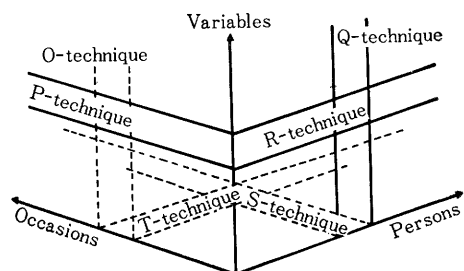 Variables
O-technique
Q-technique
P-technique
R-technique
T-technique
S-technique
Occasions
Persons